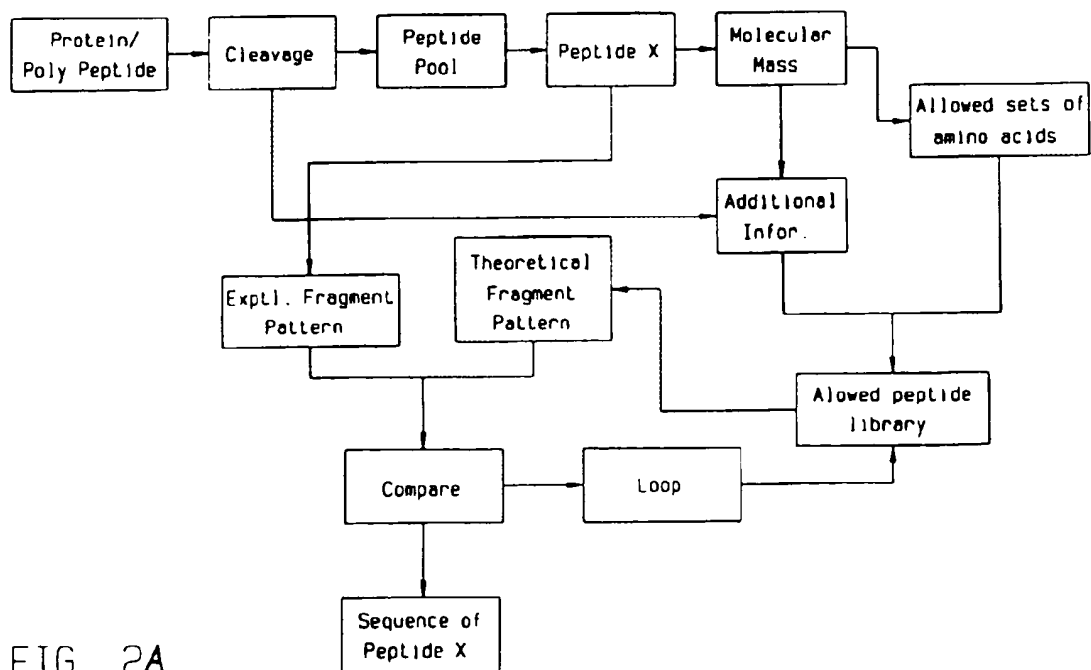 Protein/
Poly Peptide
Cleavage
Peptide
Pool
Peptide X
Molecular
Mass
Allowed sets of
amino acids
Additional
Infor.
Theoretical
Fragment
Pattern
Exptl. Fragment
Pattern
Alowed peptide
library
Compare
Loop
Sequence of
Peptide X
FIG. 2A